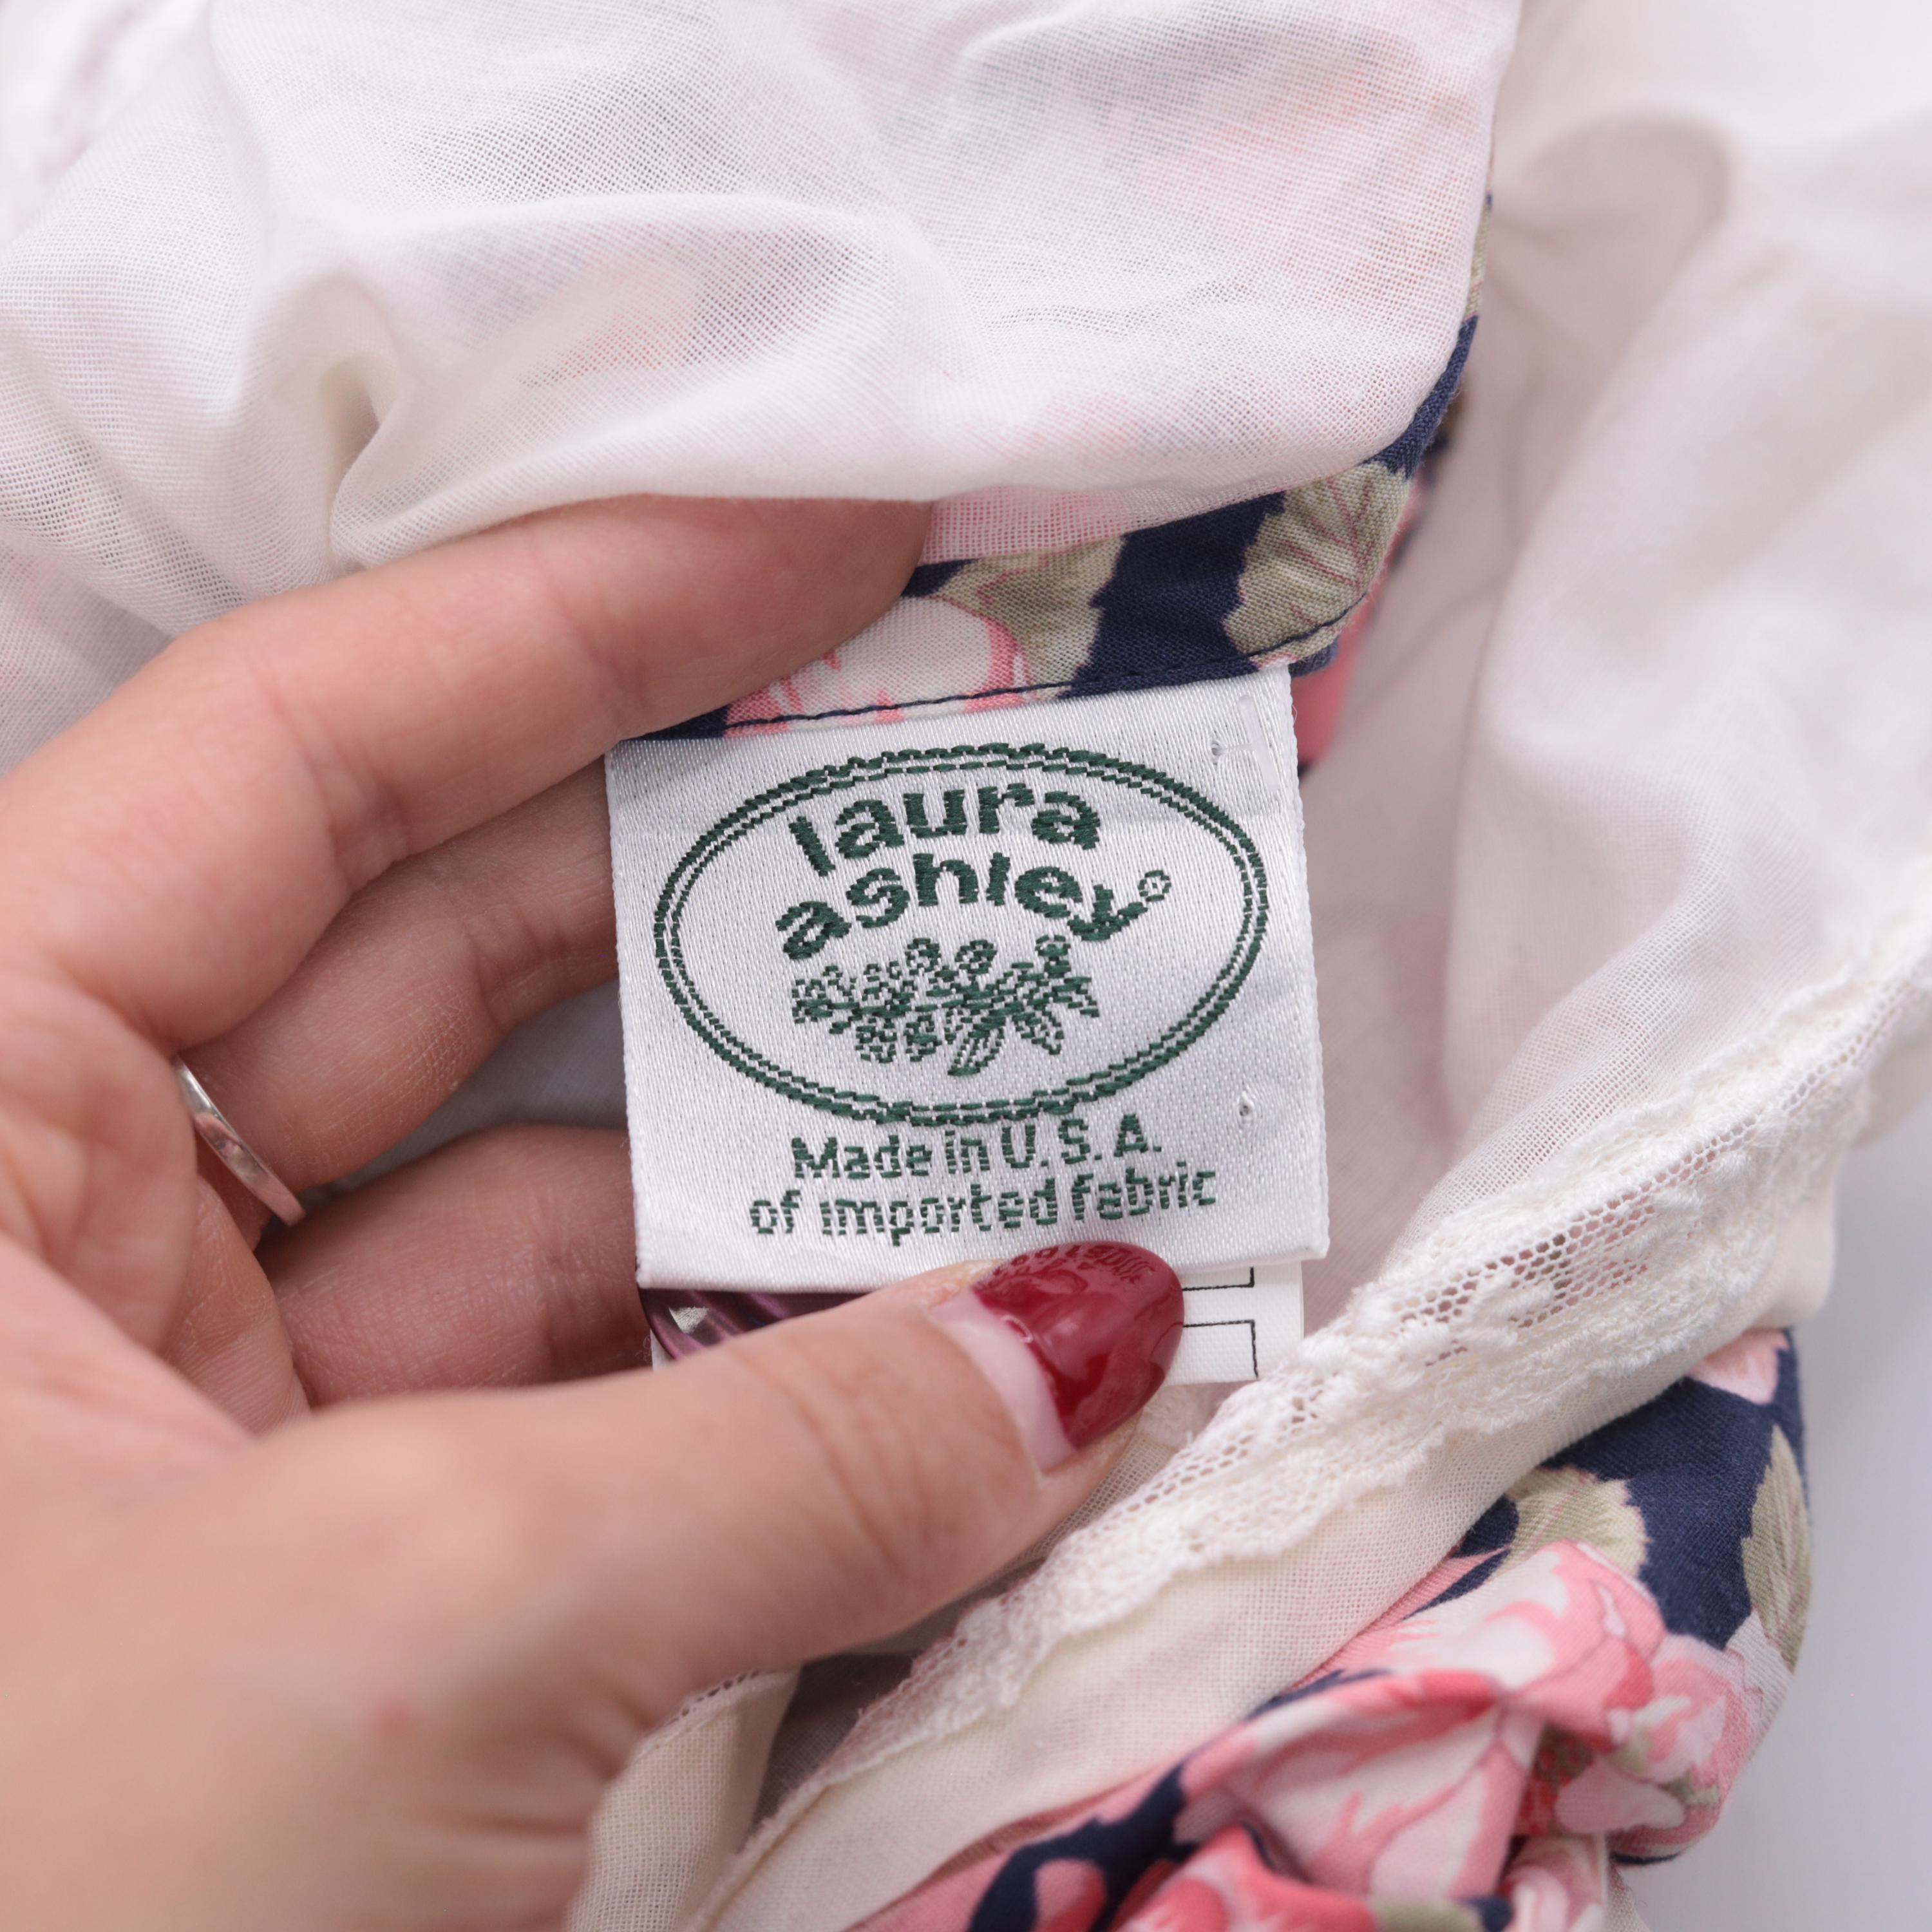 laura
ashley®
Made in U.S.A.
of imported fabric